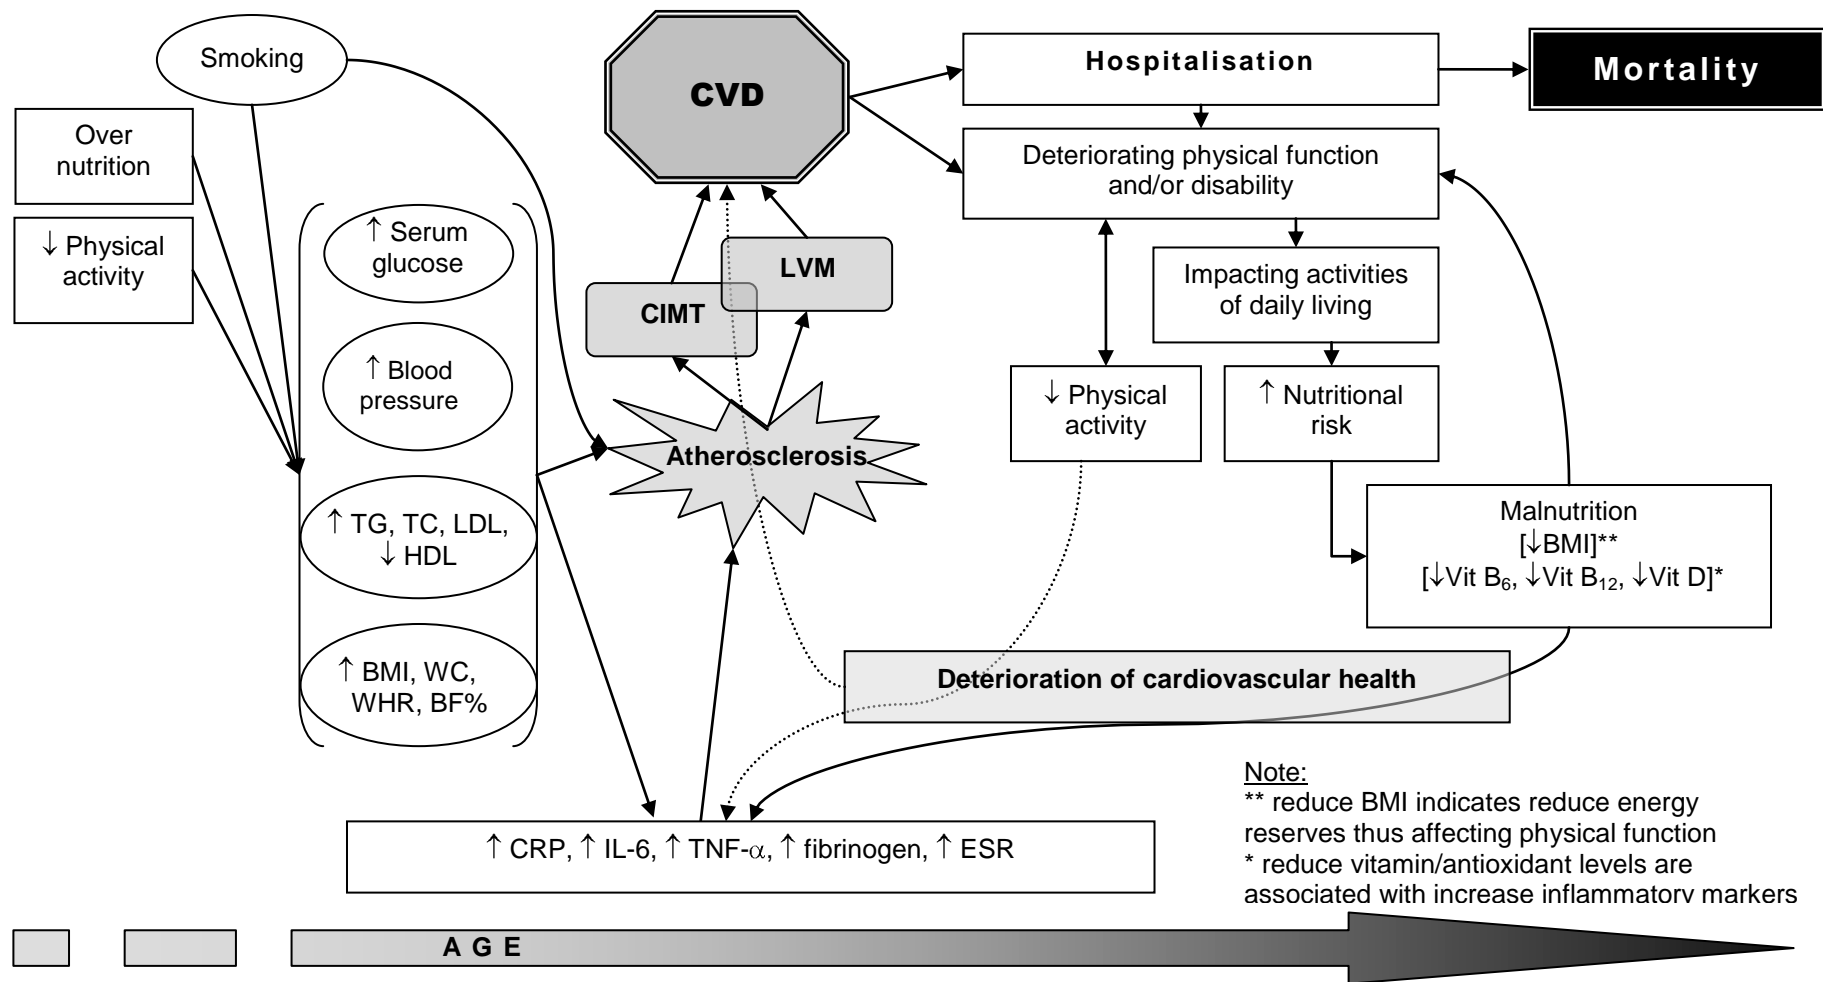 Smoking
Over
nutrition
↓ Physical
activity
↑ Serum
glucose
↑ Blood
pressure
↑ TG, TC, LDL,
↓ HDL
↑ BMI, WC,
WHR, BF%
CVD
LVM
CIMT
Atherosclerosis
Hospitalisation
Mortality
Deteriorating physical function
and/or disability
Impacting activities
of daily living
↓ Physical
activity
↑ Nutritional
risk
Malnutrition
[↓BMI]**
[↓Vit B₆, ↓Vit B₁₂, ↓Vit D]*
Deterioration of cardiovascular health
↑ CRP, ↑ IL-6, ↑ TNF-α, ↑ fibrinogen, ↑ ESR
Note:
** reduce BMI indicates reduce energy
reserves thus affecting physical function
* reduce vitamin/antioxidant levels are
associated with increase inflammatory markers
AGE